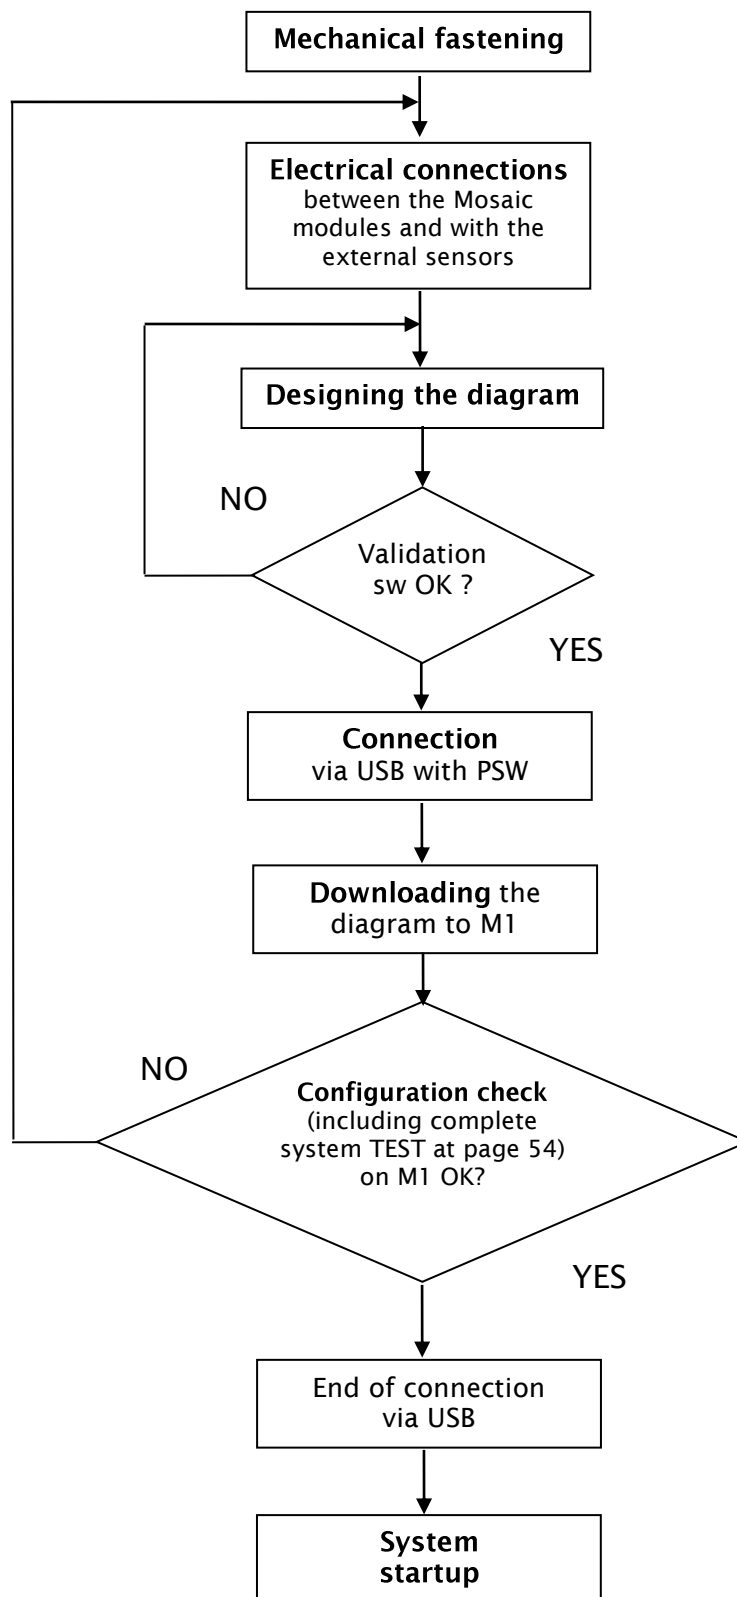 Mechanical fastening
Electrical connections
between the Mosaic
modules and with the
external sensors
Designing the diagram
NO
Validation
sw OK ?
YES
Connection
via USB with PSW
Downloading the
diagram to M1
NO
Configuration check
(including complete
system TEST at page 54)
on M1 OK?
YES
End of connection
via USB
System
startup